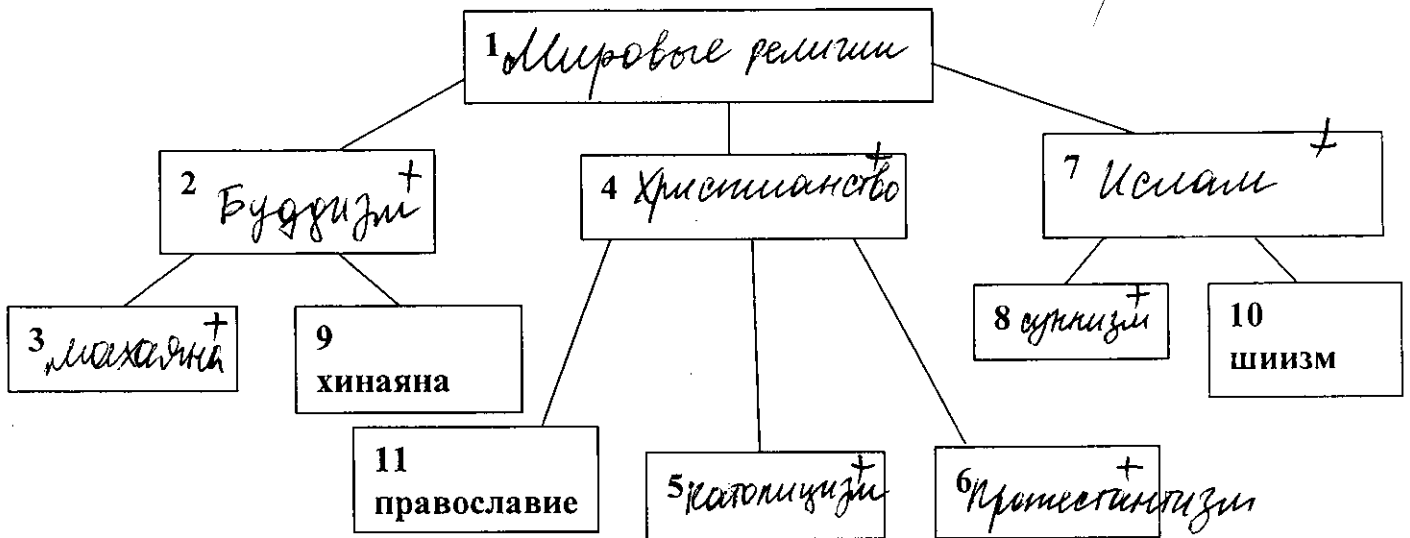 1 Мировые религии
2 Буддизм +
4 Христианство +
7 Ислам +
3 махаяна +
9
хинаяна
8 суннизм +
10
шиизм
11
православие
5 католицизм +
6 Протестантизм +